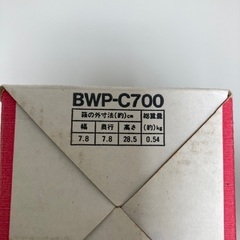 BWP-C700
箱の外寸法(約)cm 総質量
幅 奥行 高さ (約)kg
7.8 7.8 28.5 0.54